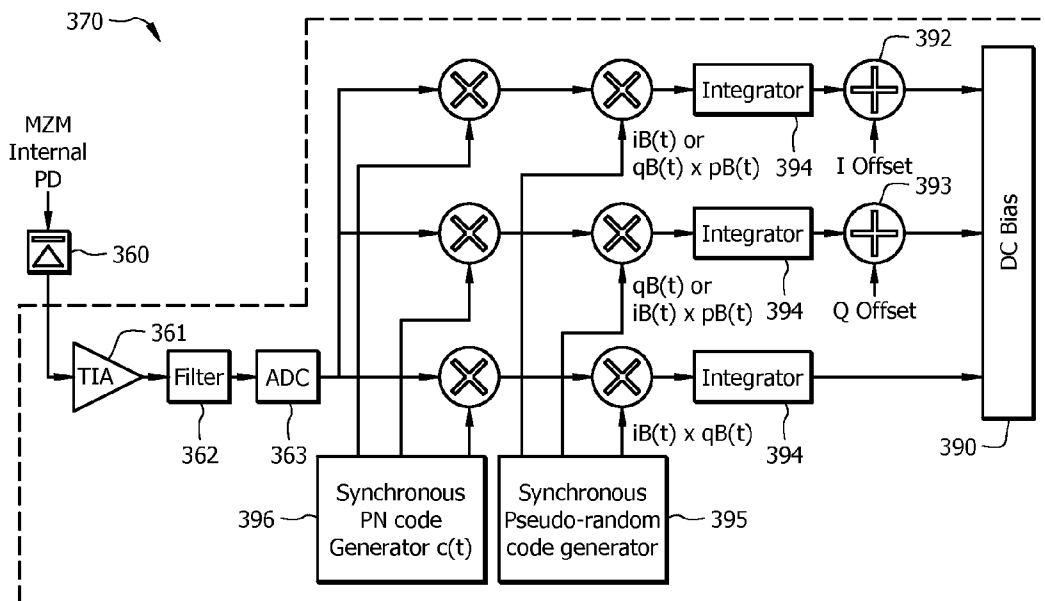 370
MZM
Internal
PD
360
361
TIA
Filter
362
ADC
363
392
Integrator
iB(t) or
qB(t) x pB(t)
394
I Offset
393
Integrator
qB(t) or
iB(t) x pB(t)
394
Q Offset
Integrator
iB(t) x qB(t)
394
DC Bias
390
396
Synchronous
PN code
Generator c(t)
Synchronous
Pseudo-random
code generator
395